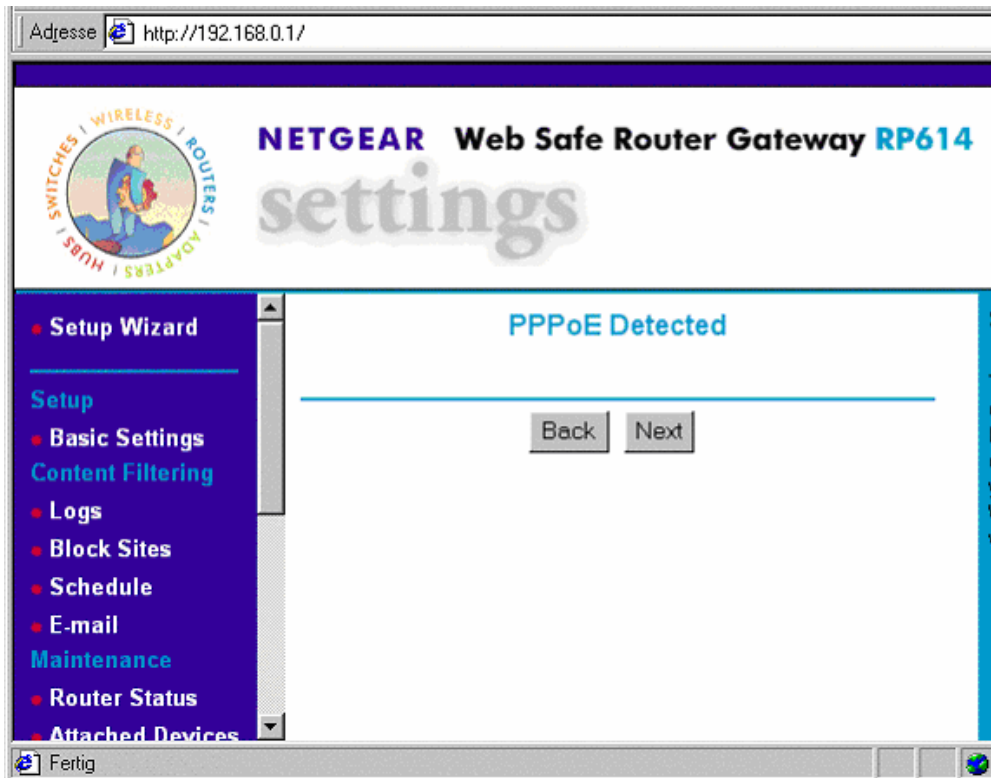 Adresse http://192.168.0.1/
SWITCHES | WIRELESS | ROUTERS | ADAPTERS | HUBS |
NETGEAR Web Safe Router Gateway RP614
settings
Setup Wizard
PPPoE Detected
Setup
Basic Settings
Back Next
Content Filtering
Logs
Block Sites
Schedule
E-mail
Maintenance
Router Status
Attached Devices
Fertig